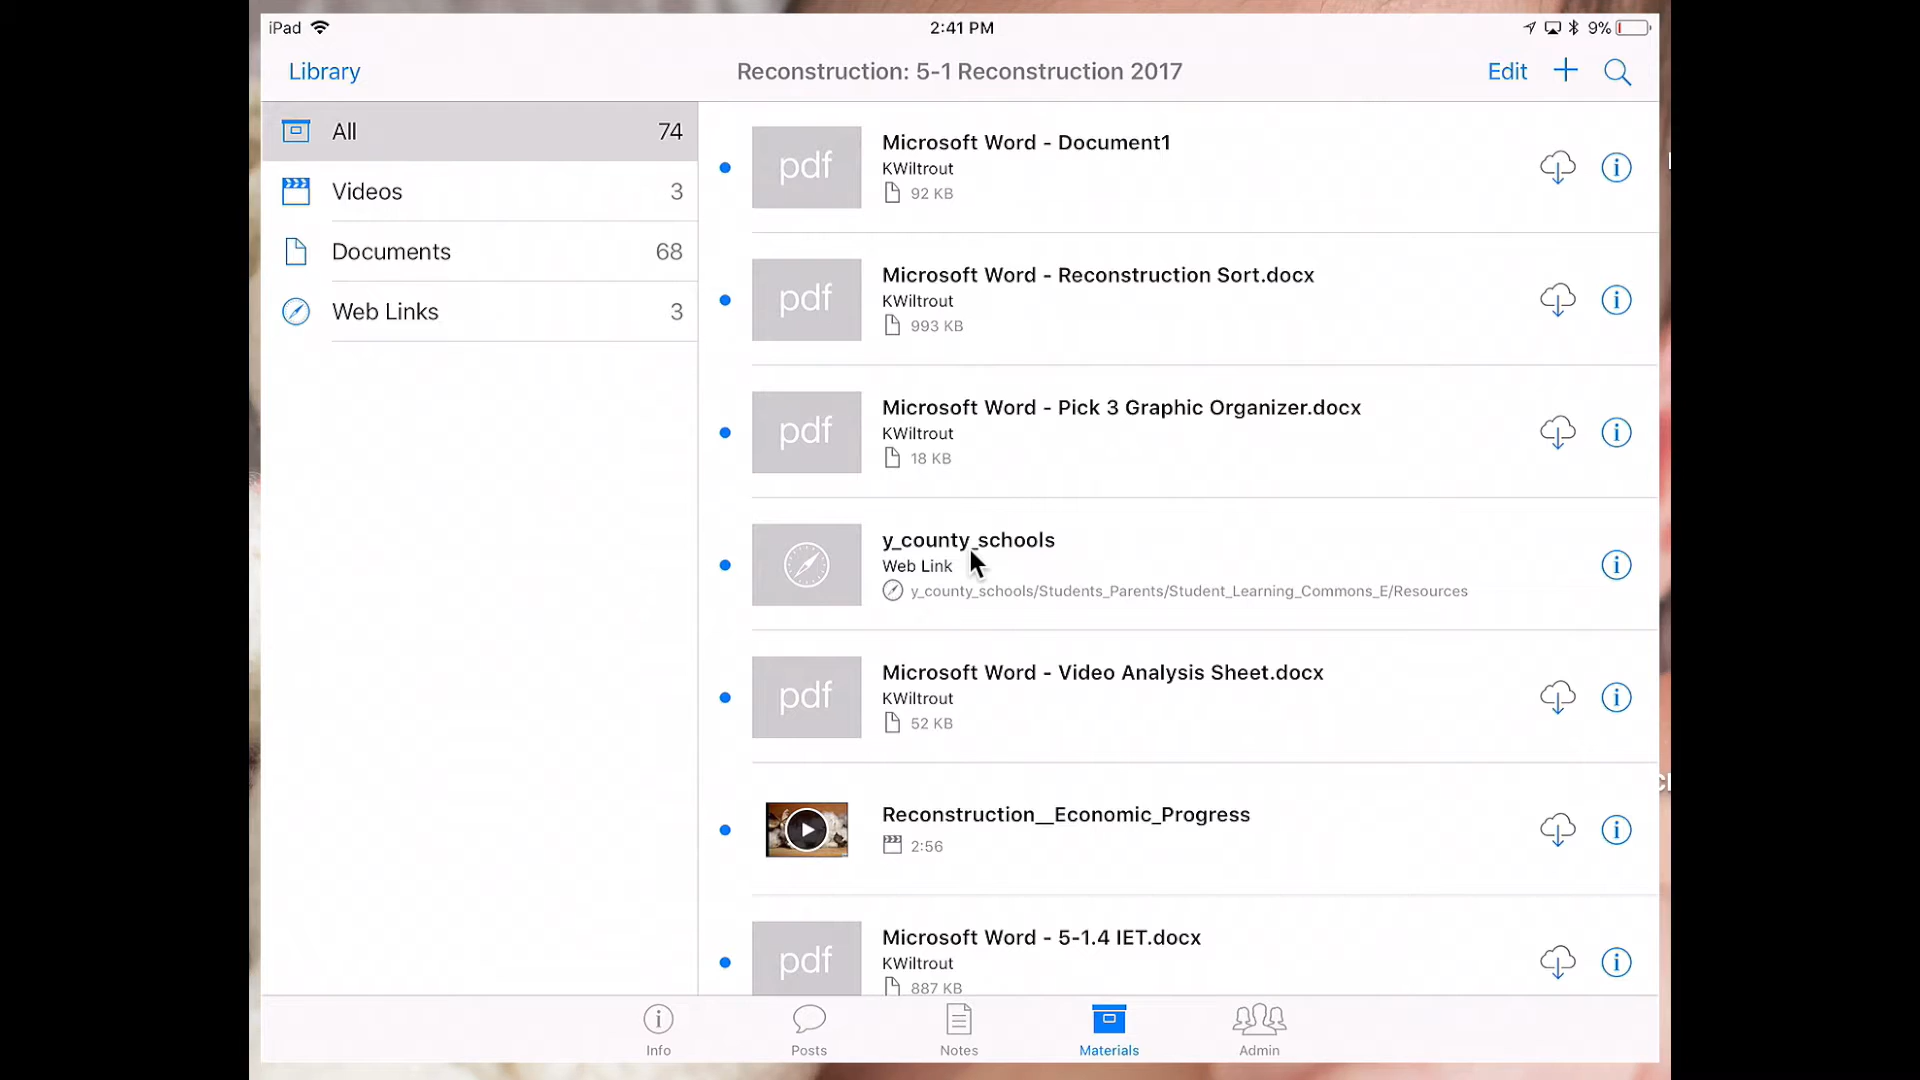 iPad
2:41 PM
9%
Library
Reconstruction: 5-1 Reconstruction 2017
Edit
All 74
Videos 3
Documents 68
Web Links 3
pdf
Microsoft Word - Document1
KWiltrout
92 KB
pdf
Microsoft Word - Reconstruction Sort.docx
KWiltrout
993 KB
pdf
Microsoft Word - Pick 3 Graphic Organizer.docx
KWiltrout
18 KB
y_county_schools
Web Link
y_county_schools/Students_Parents/Student_Learning_Commons_E/Resources
pdf
Microsoft Word - Video Analysis Sheet.docx
KWiltrout
52 KB
Reconstruction__Economic_Progress
2:56
pdf
Microsoft Word - 5-1.4 IET.docx
KWiltrout
887 KB
Info
Posts
Notes
Materials
Admin